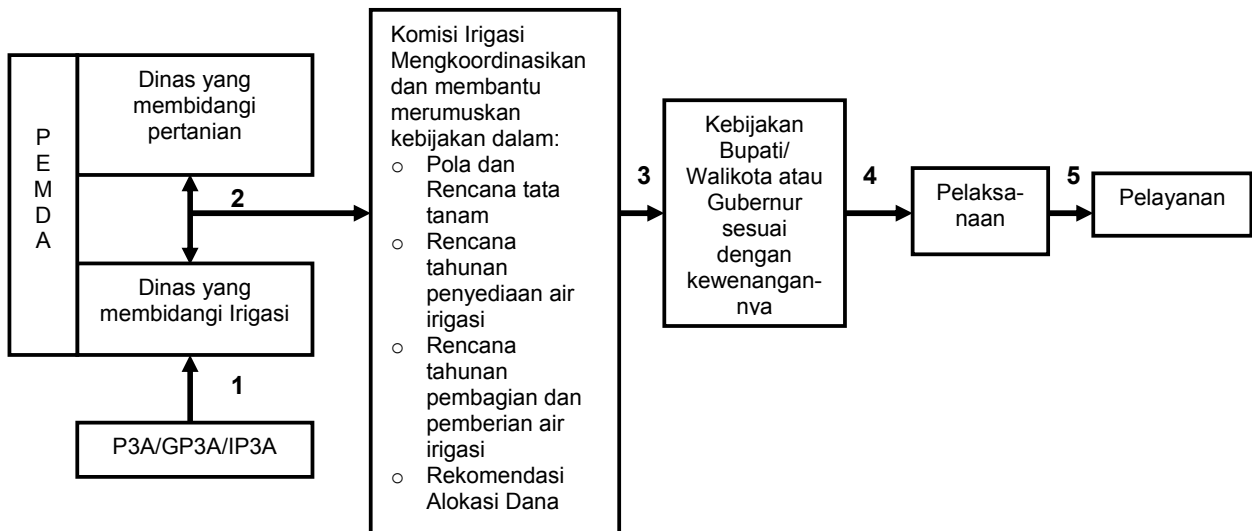 P
E
M
D
A
Dinas yang
membidangi
pertanian
2
Dinas yang
membidangi Irigasi
1
P3A/GP3A/IP3A
Komisi Irigasi
Mengkoordinasikan
dan membantu
merumuskan
kebijakan dalam:
o Pola dan
Rencana tata
tanam
o Rencana
tahunan
penyediaan air
irigasi
o Rencana
tahunan
pembagian dan
pemberian air
irigasi
o Rekomendasi
Alokasi Dana
3
Kebijakan
Bupati/
Walikota atau
Gubernur
sesuai
dengan
kewenangan-
nya
4
Pelaksa-
naan
5
Pelayanan